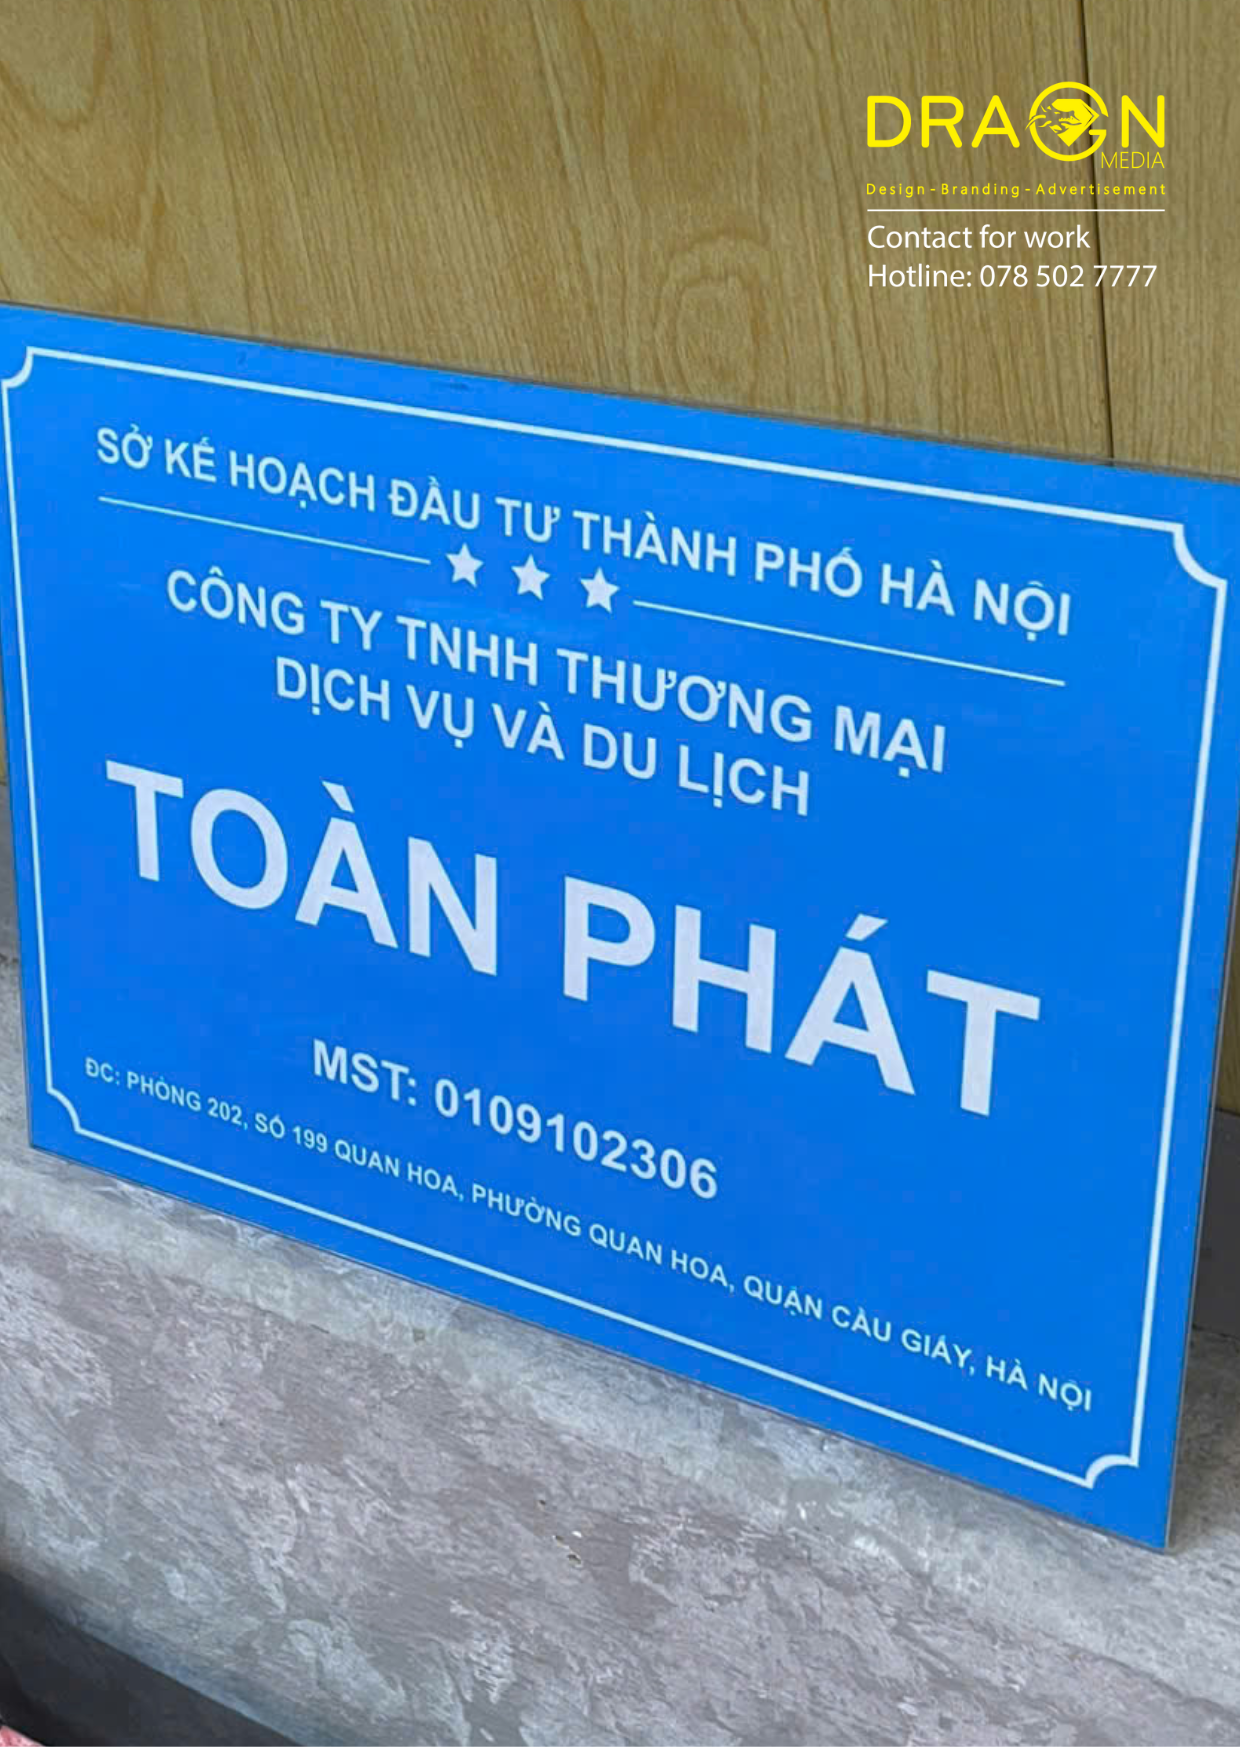 DRAGON
MEDIA
Design - Branding - Advertisement
Contact for work
Hotline: 078 502 7777
SỞ KẾ HOẠCH ĐẦU TƯ THÀNH PHỐ HÀ NỘI
CÔNG TY TNHH THƯƠNG MẠI
DỊCH VỤ VÀ DU LỊCH
TOÀN PHÁT
MST: 0109102306
ĐC: PHÒNG 202, SỐ 199 QUAN HOA, PHƯỜNG QUAN HOA, QUẬN CẦU GIẤY, HÀ NỘI